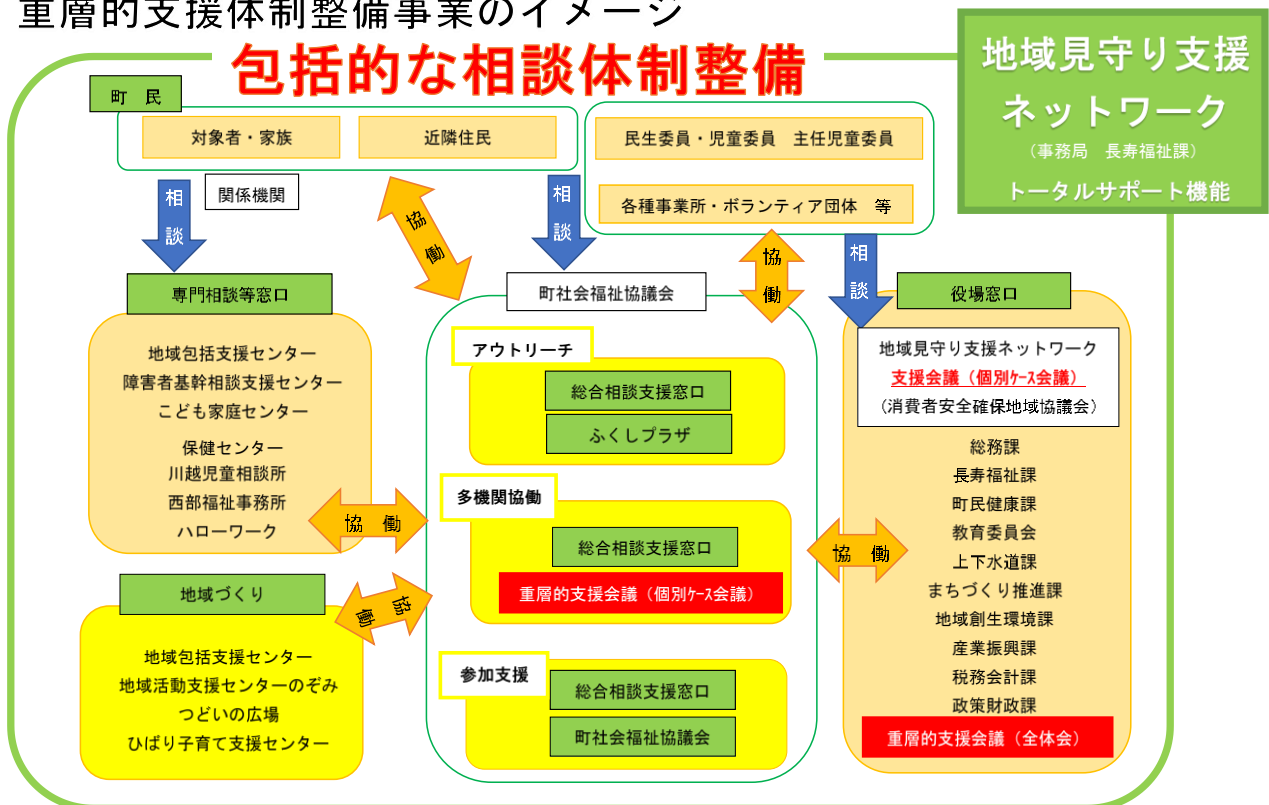 重層的支援体制整備事業のイメージ
包括的な相談体制整備
地域見守り支援
ネットワーク
（事務局　長寿福祉課）
トータルサポート機能
町　民
対象者・家族
近隣住民
民生委員・児童委員　主任児童委員
各種事業所・ボランティア団体　等
相談
関係機関
協働
相談
協働
相談
専門相談等窓口
地域包括支援センター
障害者基幹相談支援センター
こども家庭センター
保健センター
川越児童相談所
西部福祉事務所
ハローワーク
協　働
地域づくり
協働
地域包括支援センター
地域活動支援センターのぞみ
つどいの広場
ひばり子育て支援センター
町社会福祉協議会
アウトリーチ
総合相談支援窓口
ふくしプラザ
多機関協働
総合相談支援窓口
重層的支援会議（個別ｹｰｽ会議）
参加支援
総合相談支援窓口
町社会福祉協議会
協　働
役場窓口
地域見守り支援ネットワーク
支援会議（個別ｹｰｽ会議）
（消費者安全確保地域協議会）
総務課
長寿福祉課
町民健康課
教育委員会
上下水道課
まちづくり推進課
地域創生環境課
産業振興課
税務会計課
政策財政課
重層的支援会議（全体会）